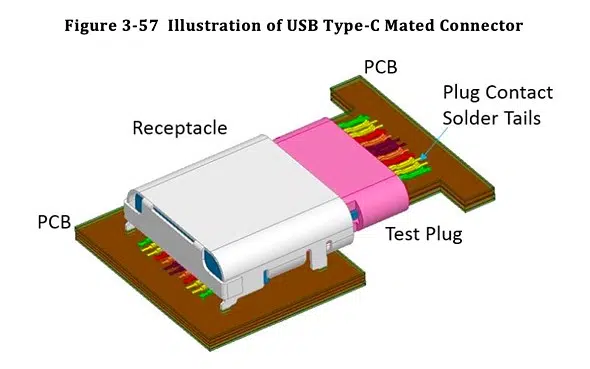 Figure 3-57 Illustration of USB Type-C Mated Connector
PCB
Plug Contact
Solder Tails
Receptacle
PCB
Test Plug